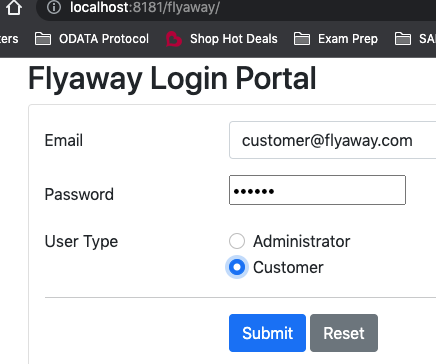 localhost:8181/flyaway/
kers ODATA Protocol Shop Hot Deals Exam Prep SA
Flyaway Login Portal
Email customer@flyaway.com
Password ••••••
User Type Administrator
Customer
Submit Reset